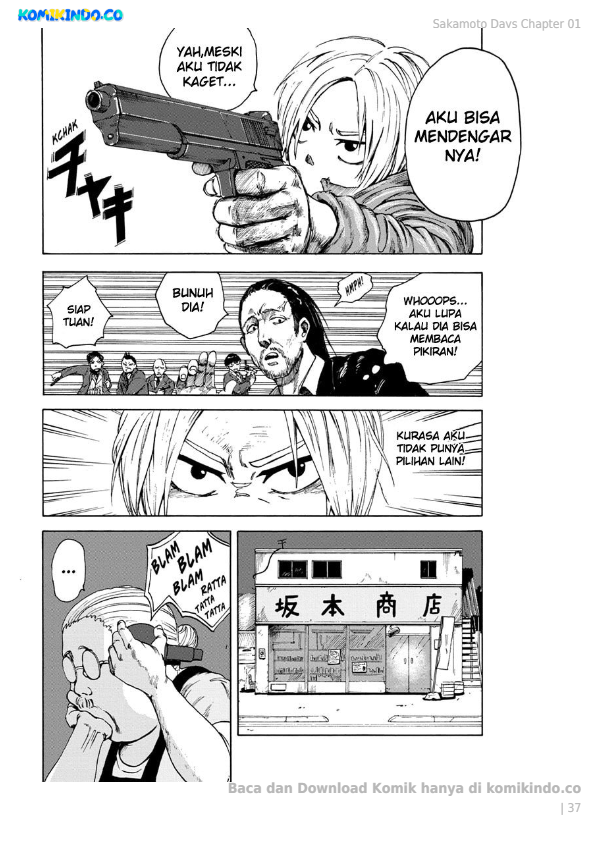 KOMIKINDO.CO
Sakamoto Davs Chapter 01
YAH,MESKI
AKU TIDAK
KAGET...
AKU BISA
MENDENGAR
NYA!
KCHAK
チャキ
SIAP
TUAN!
BUNUH
DIA!
HMPH!
WHOOOPS...
AKU LUPA
KALAU DIA BISA
MEMBACA
PIKIRAN!
KURASA AKU
TIDAK PUNYA
PILIHAN LAIN!
...
BLAM
BLAM
BLAM
RATTA
TATTA
TATTA
坂本商店
Baca dan Download Komik hanya di komikindo.co
| 37